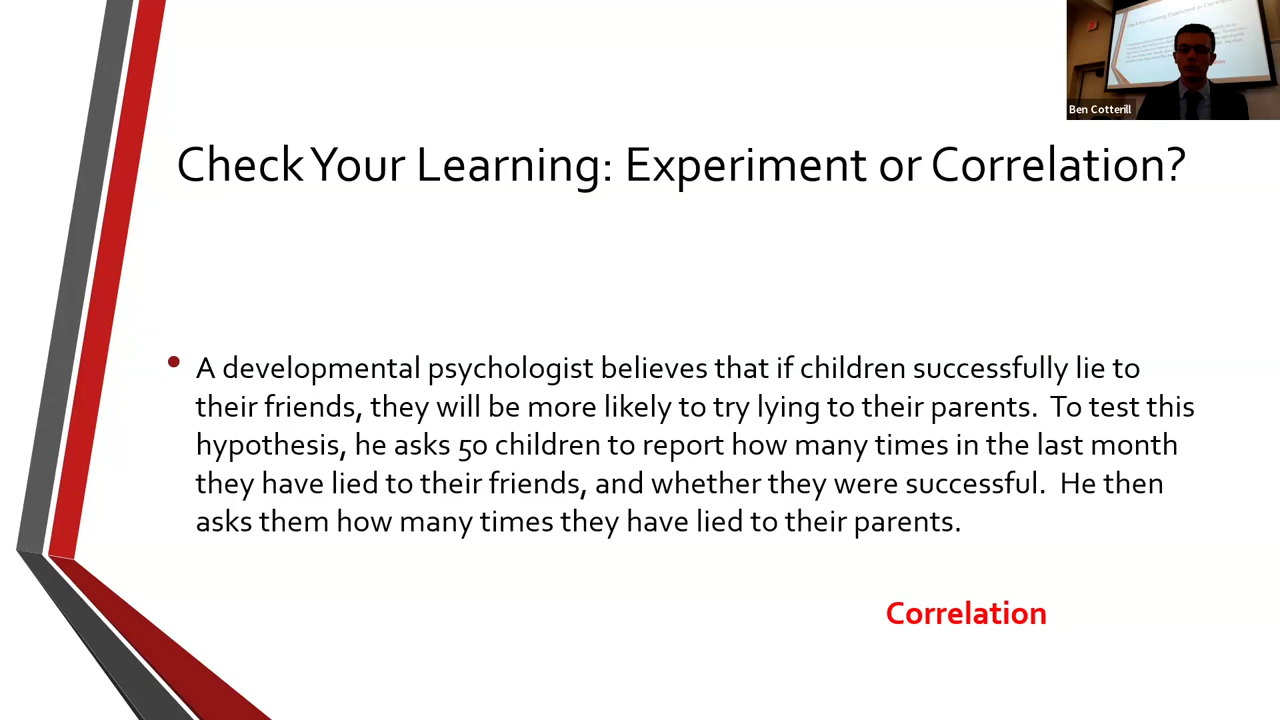 Ben Cotterill
Check Your Learning: Experiment or Correlation?
• A developmental psychologist believes that if children successfully lie to
their friends, they will be more likely to try lying to their parents.  To test this
hypothesis, he asks 50 children to report how many times in the last month
they have lied to their friends, and whether they were successful.  He then
asks them how many times they have lied to their parents.
Correlation